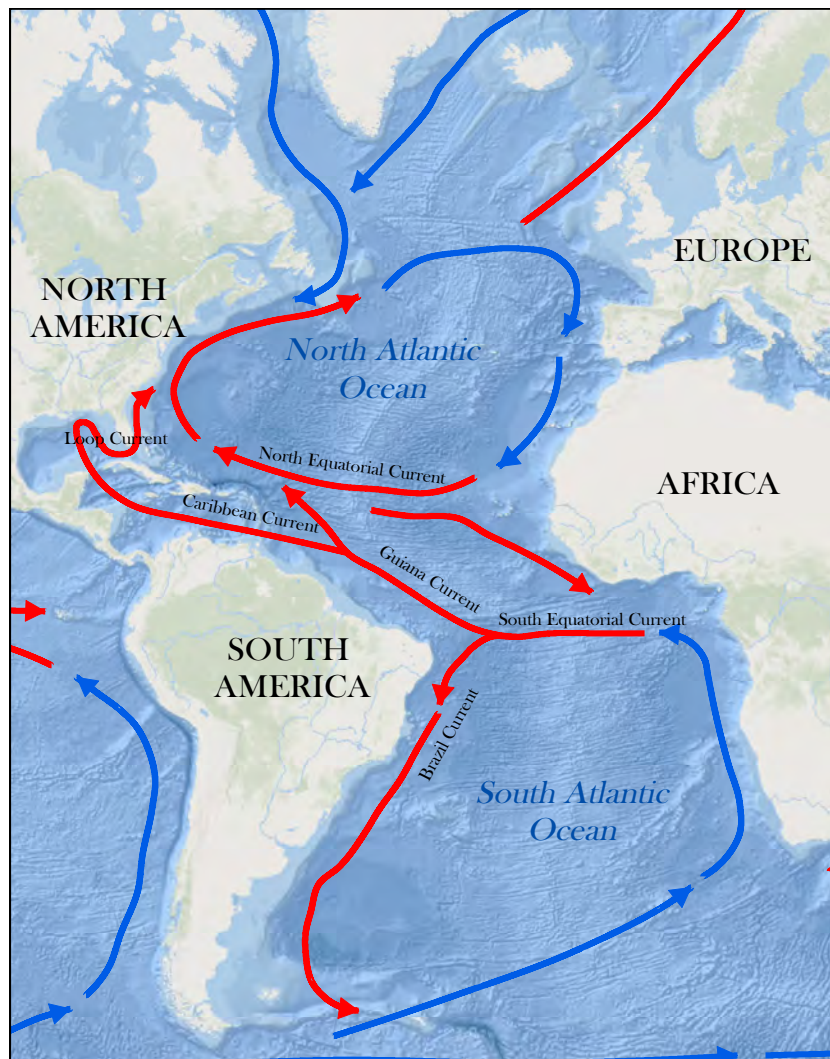 EUROPE
NORTH
AMERICA
North Atlantic
Ocean
Loop Current
North Equatorial Current
AFRICA
Caribbean Current
Guiana Current
South Equatorial Current
SOUTH
AMERICA
Brazil Current
South Atlantic
Ocean